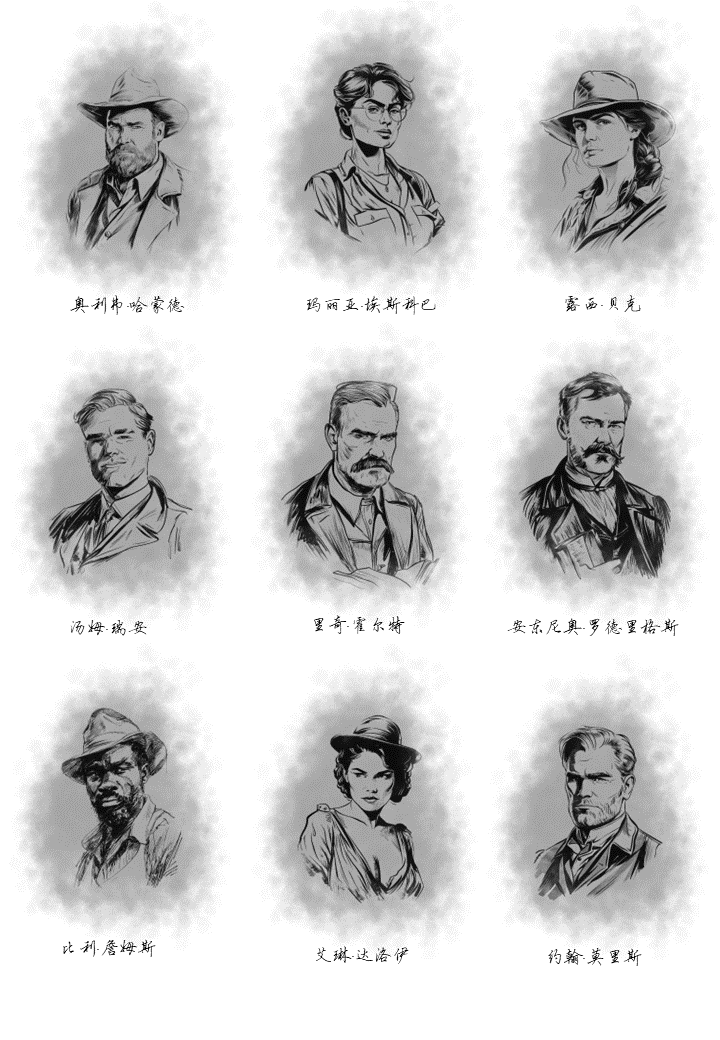 奥利弗·哈蒙德
玛丽亚·埃斯科巴
露西·贝克
汤姆·瑞安
里奇·霍尔特
安东尼奥·罗德里格斯
比利·詹姆斯
艾琳·达洛伊
约翰·莫里斯